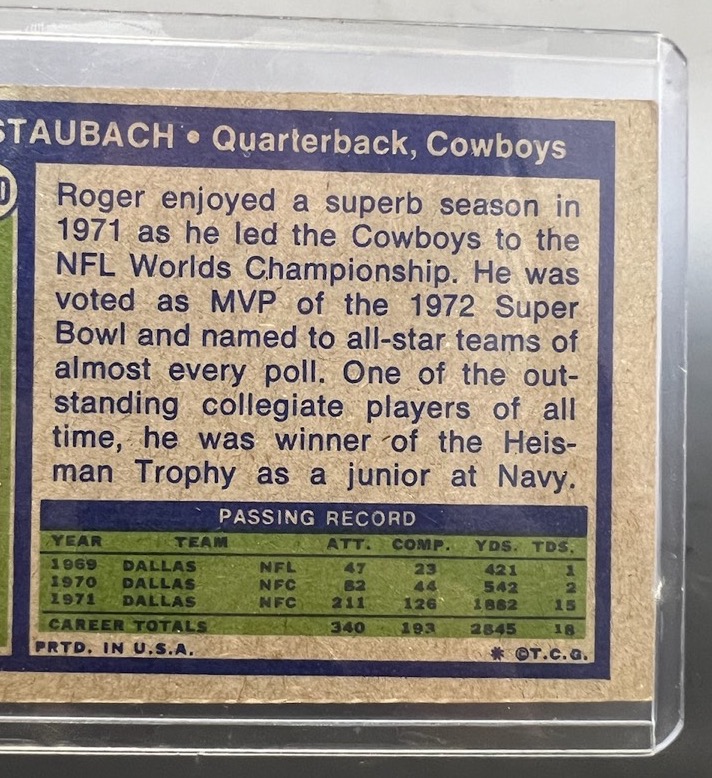 STAUBACH • Quarterback, Cowboys
Roger enjoyed a superb season in
1971 as he led the Cowboys to the
NFL Worlds Championship. He was
voted as MVP of the 1972 Super
Bowl and named to all-star teams of
almost every poll. One of the out-
standing collegiate players of all
time, he was winner of the Heis-
man Trophy as a junior at Navy.
PASSING RECORD
YEAR TEAM ATT. COMP. YDS. TDS.
1969 DALLAS NFL 47 23 421 1
1970 DALLAS NFC 82 44 542 2
1971 DALLAS NFC 211 126 1882 15
CAREER TOTALS 340 193 2845 18
PRTD. IN U.S.A. * ©T.C.G.